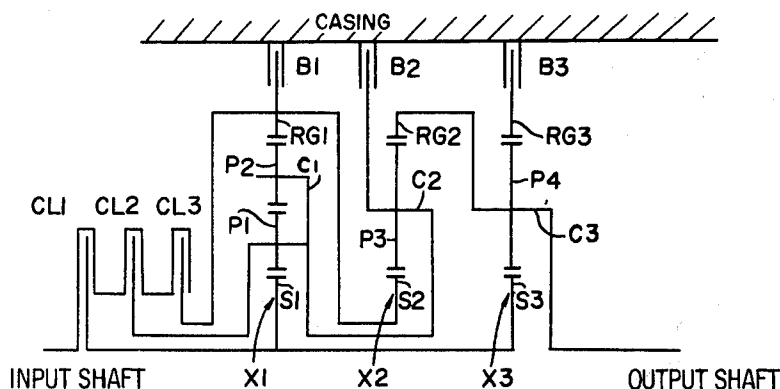 CASING
B1 B2 B3
RG1 RG2 RG3
P2 C1 P4
CL1 CL2 CL3 C2
P1 P3 C3
S1 S2 S3
INPUT SHAFT X1 X2 X3 OUTPUT SHAFT